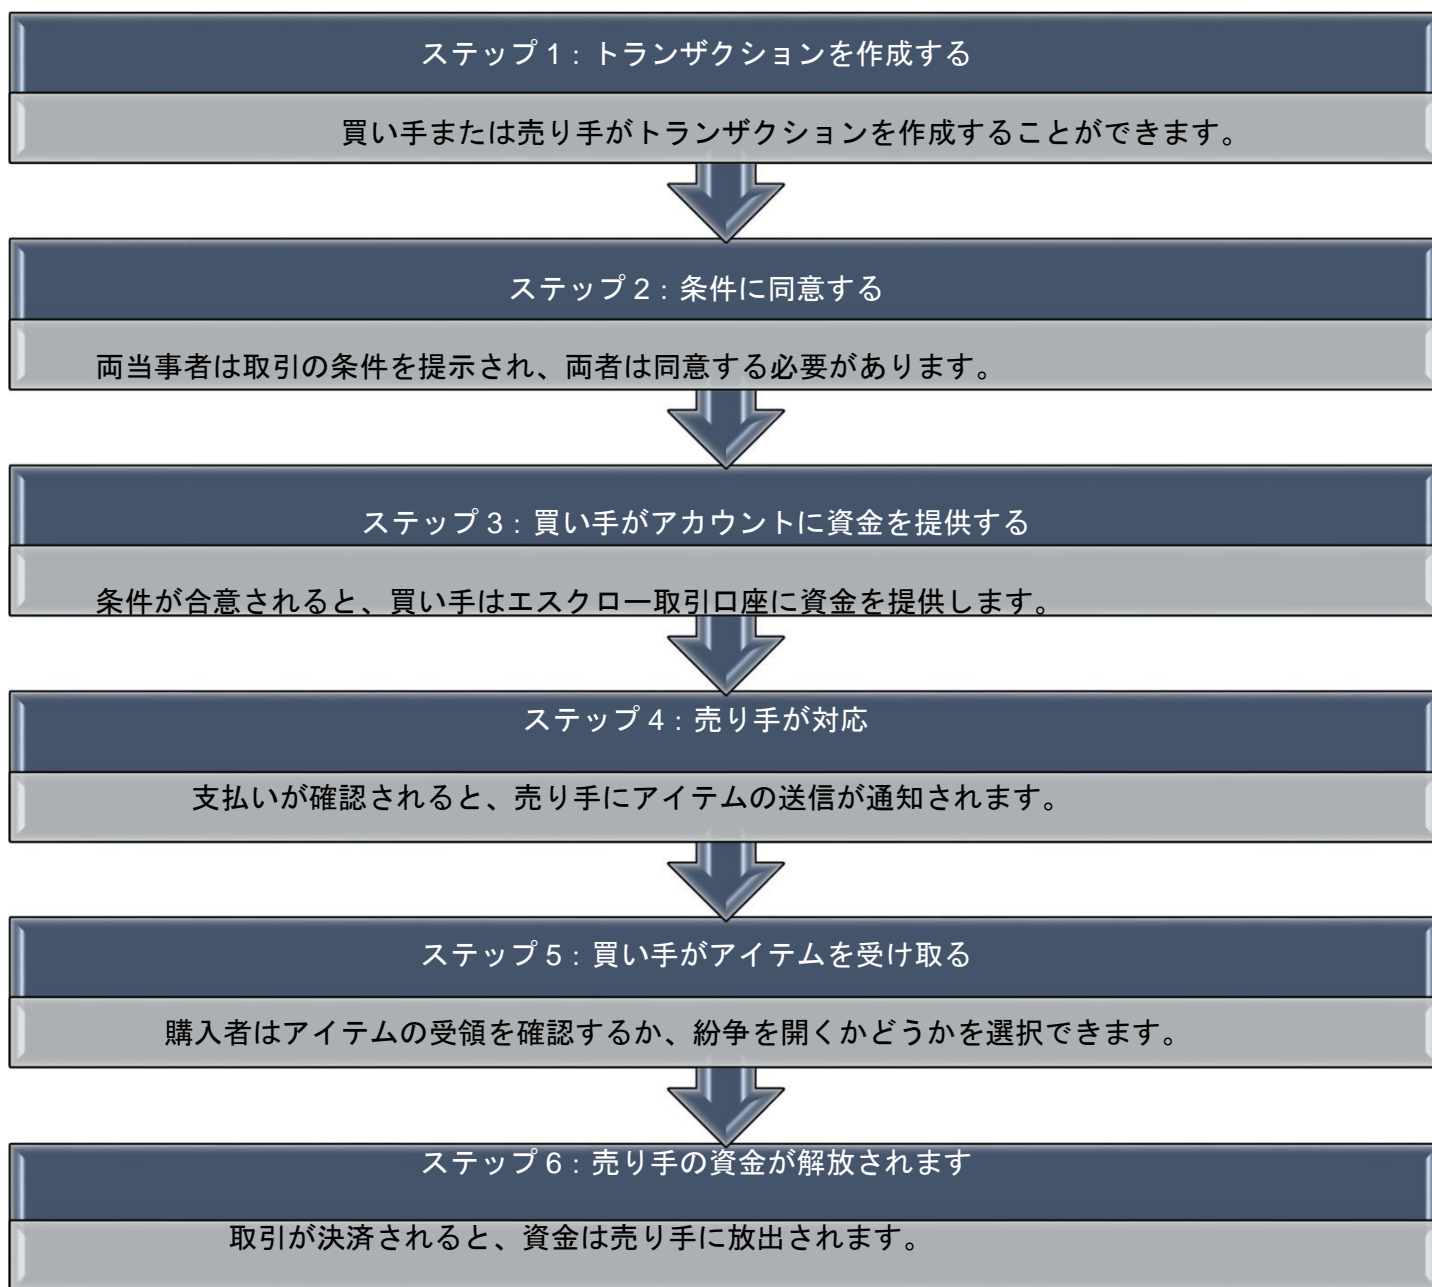 ステップ 1：トランザクションを作成する
買い手または売り手がトランザクションを作成することができます。
ステップ 2：条件に同意する
両当事者は取引の条件を提示され、両者は同意する必要があります。
ステップ 3：買い手がアカウントに資金を提供する
条件が合意されると、買い手はエスクロー取引口座に資金を提供します。
ステップ 4：売り手が対応
支払いが確認されると、売り手にアイテムの送信が通知されます。
ステップ 5：買い手がアイテムを受け取る
購入者はアイテムの受領を確認するか、紛争を開くかどうかを選択できます。
ステップ 6：売り手の資金が解放されます
取引が決済されると、資金は売り手に放出されます。